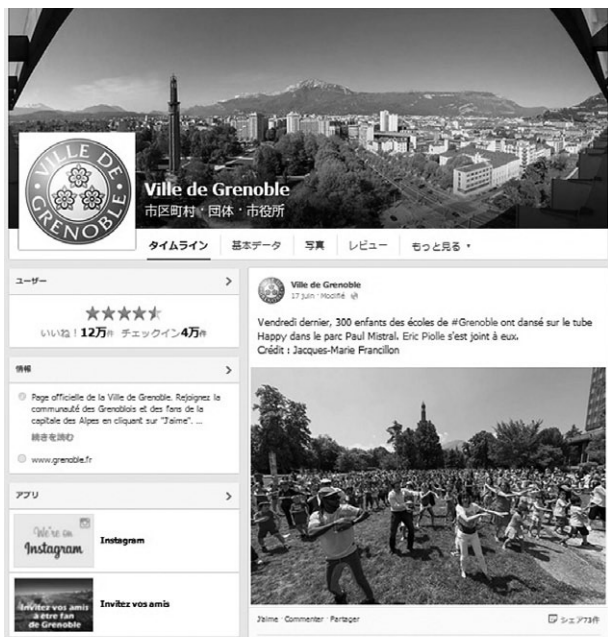 VILLE DE GRENOBLE
Ville de Grenoble
市区町村・団体・市役所
タイムライン 基本データ 写真 レビュー もっと見る
ユーザー
いいね！12万件 チェックイン4万件
情報
Page officielle de la Ville de Grenoble. Rejoignez la
communauté des Grenoblois et des fans de la
capitale des Alpes en cliquant sur "J'aime". ...
続きを読む
www.grenoble.fr
アプリ
We're on
Instagram
Instagram
Invitez vos amis
à être fan
de Grenoble
Invitez vos amis
Ville de Grenoble
17 juin · Modifié
Vendredi dernier, 300 enfants des écoles de #Grenoble ont dansé sur le tube
Happy dans le parc Paul Mistral. Eric Piolle s'est joint à eux.
Crédit : Jacques-Marie Francillon
J'aime · Commenter · Partager
シェア73件